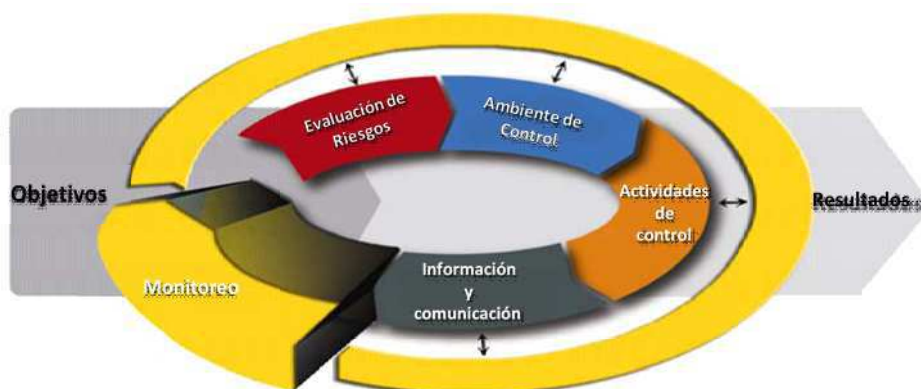 Evaluación de
Riesgos
Ambiente de
Control
Objetivos
Actividades
de
control
Resultados
Monitoreo
Información
y
comunicación